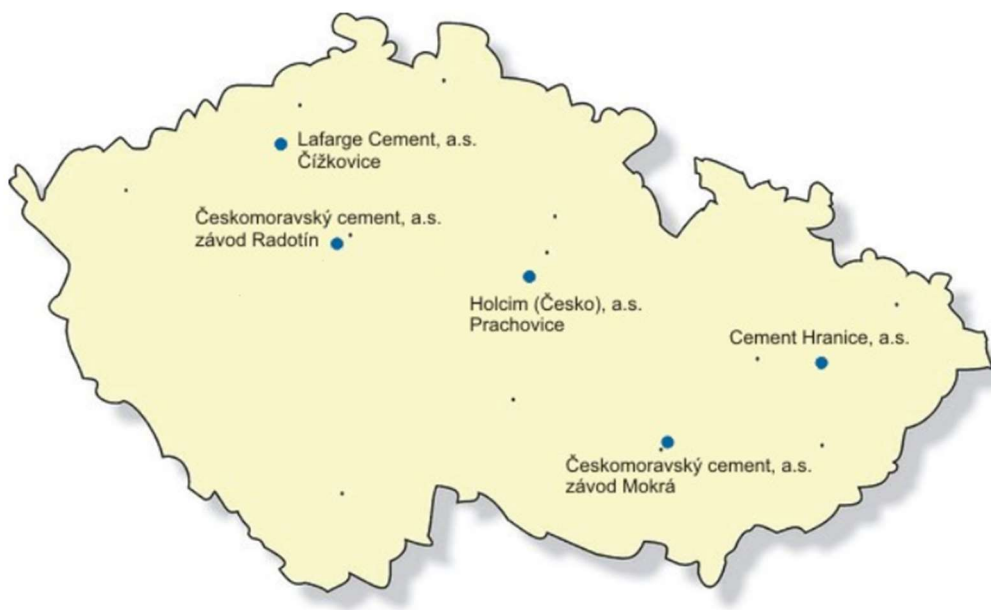 Lafarge Cement, a.s.
Čížkovice
Českomoravský cement, a.s.
závod Radotín
Holcim (Česko), a.s.
Prachovice
Cement Hranice, a.s.
Českomoravský cement, a.s.
závod Mokrá